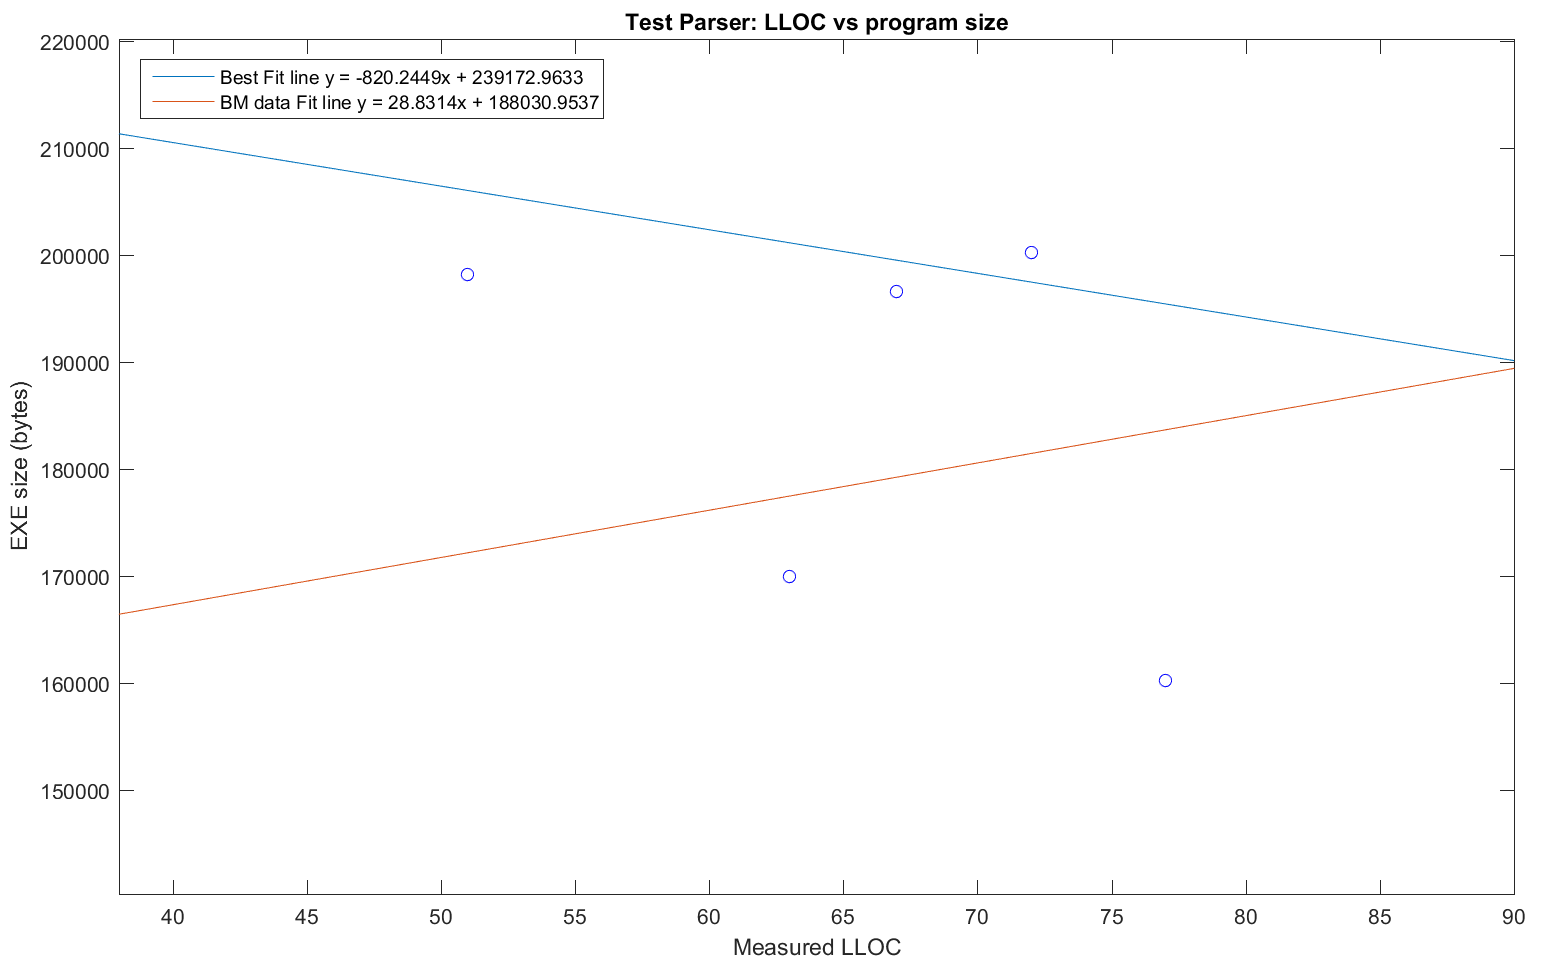 Test Parser: LLOC vs program size
220000
Best Fit line y = -820.2449x + 239172.9633
BM data Fit line y = 28.8314x + 188030.9537
210000
200000
190000
180000
170000
160000
150000
EXE size (bytes)
40 45 50 55 60 65 70 75 80 85 90
Measured LLOC